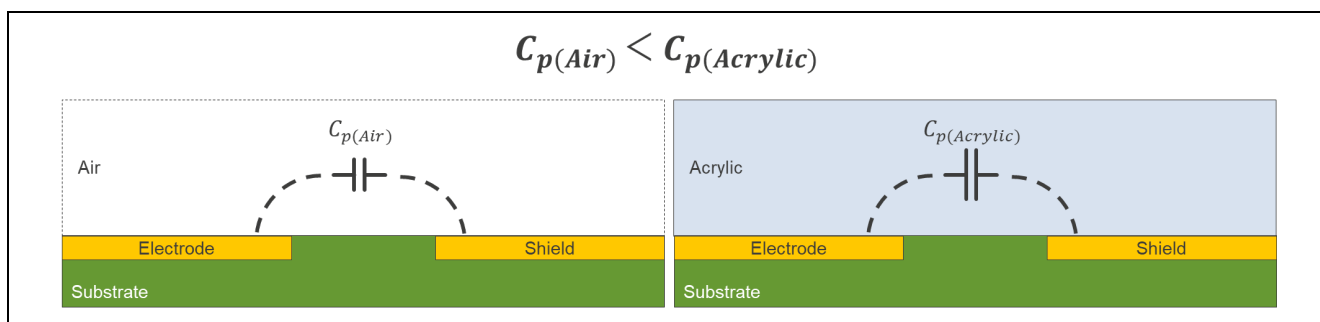 Cp(Air) < Cp(Acrylic)
Cp(Air)
Air
Electrode
Shield
Substrate
Cp(Acrylic)
Acrylic
Electrode
Shield
Substrate